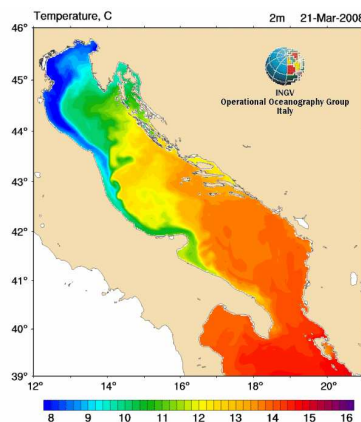 Temperature, C 2m 21-Mar-2008
46°
INGV
Operational Oceanography Group
Italy
45°
44°
43°
42°
41°
40°
39°
12° 14° 16° 18° 20°
8 9 10 11 12 13 14 15 16